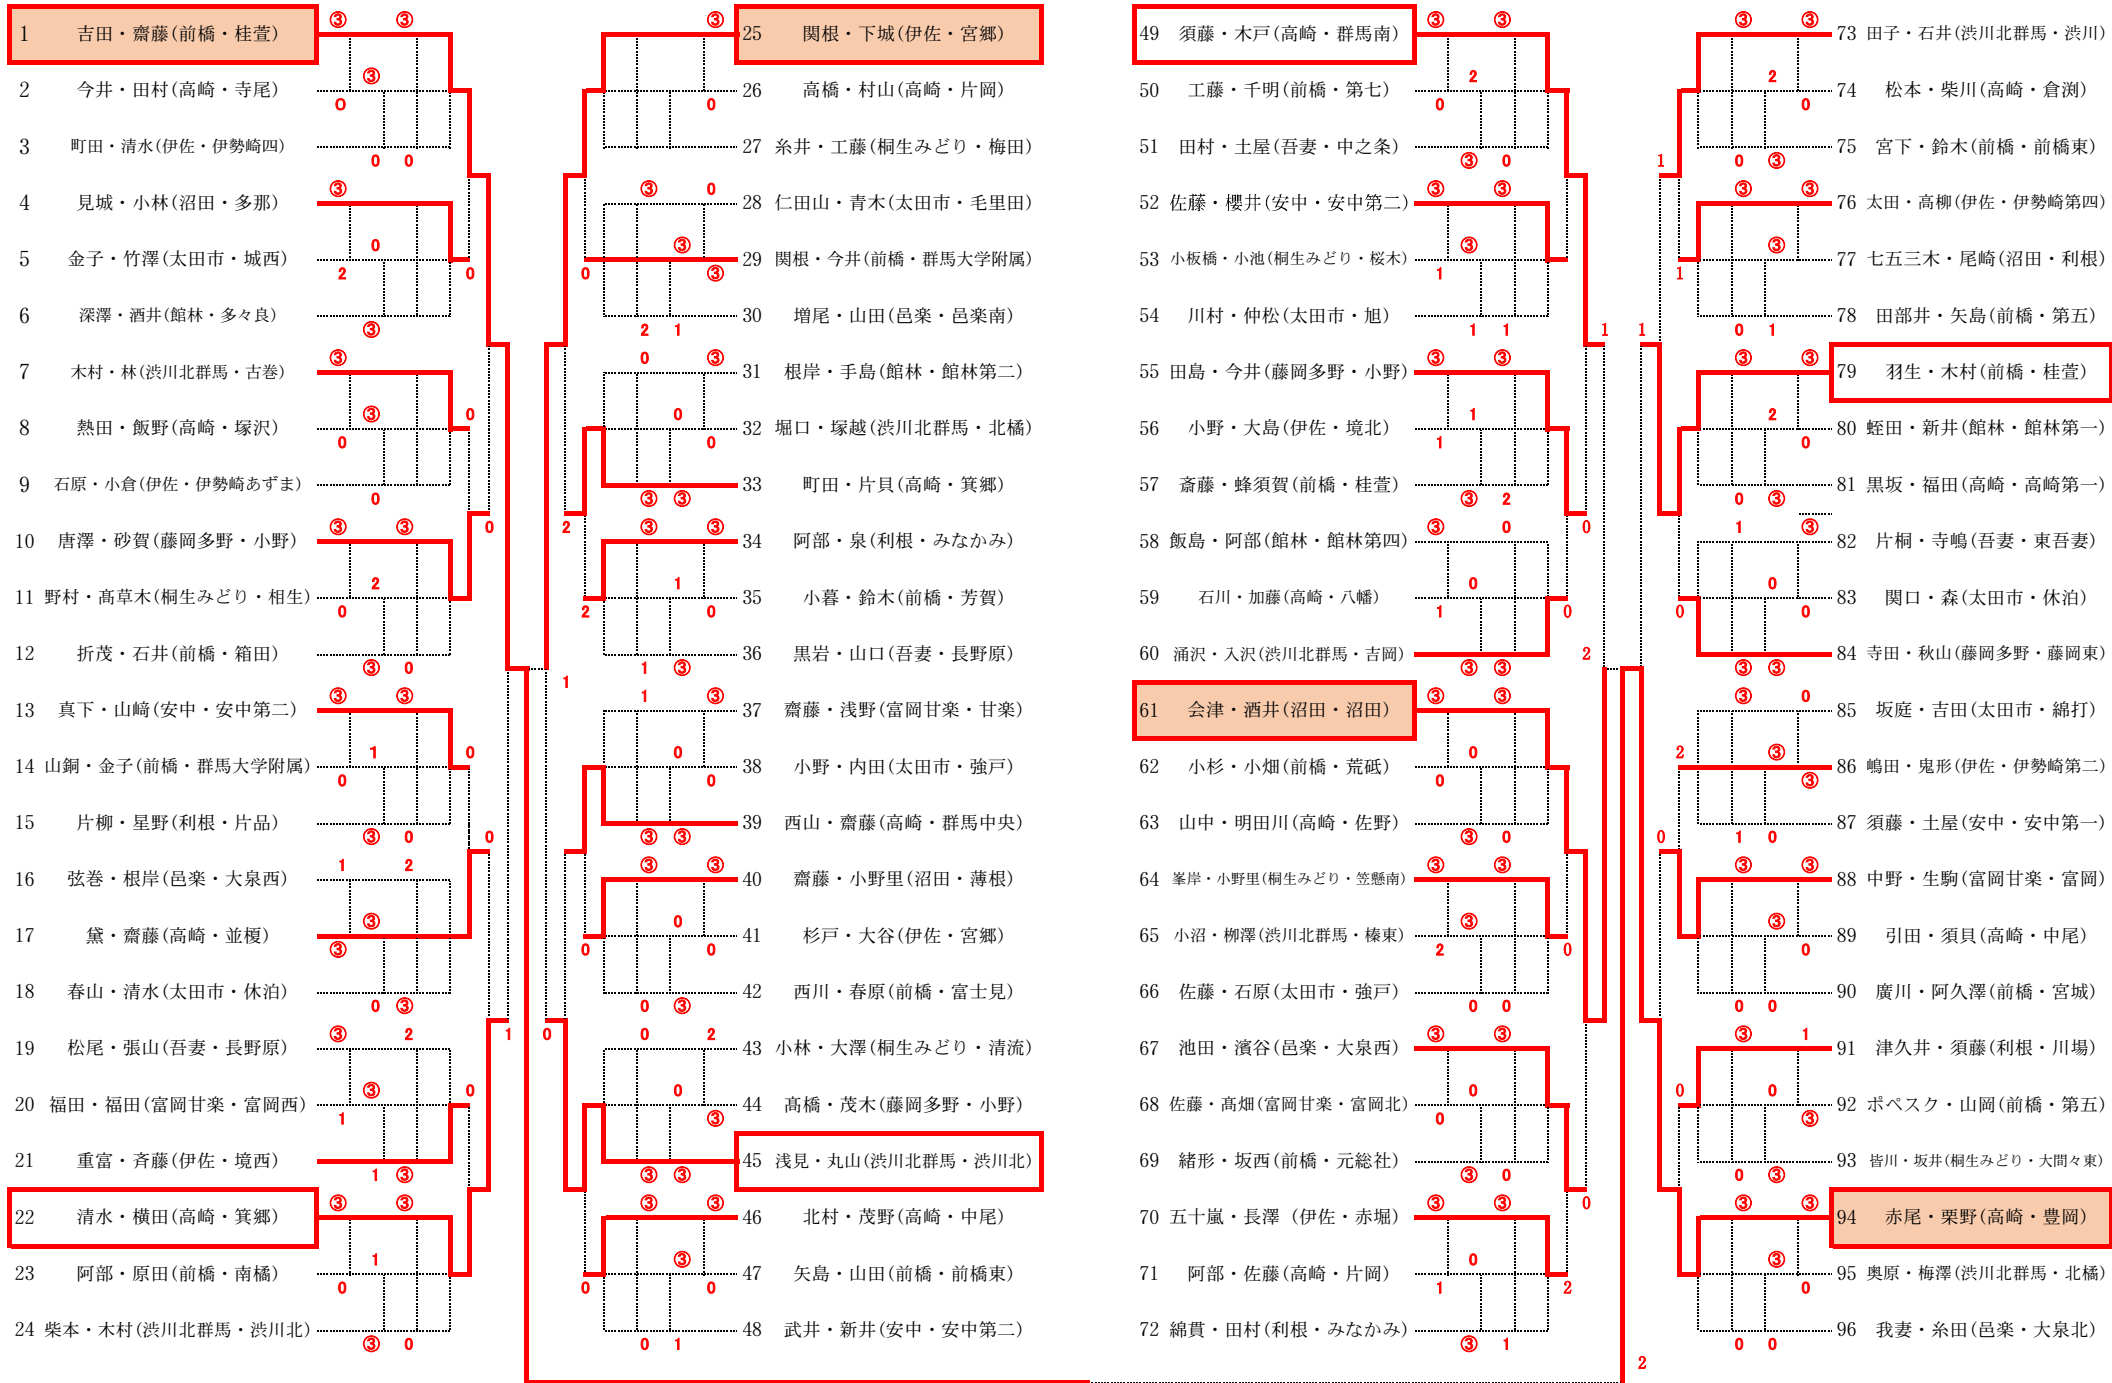 1 吉田・齋藤(前橋・桂萱)
2 今井・田村(高崎・寺尾)
3 町田・清水(伊佐・伊勢崎四)
4 見城・小林(沼田・多那)
5 金子・竹澤(太田市・城西)
6 深澤・酒井(館林・多々良)
7 木村・林(渋川北群馬・古巻)
8 熱田・飯野(高崎・塚沢)
9 石原・小倉(伊佐・伊勢崎あずま)
10 唐澤・砂賀(藤岡多野・小野)
11 野村・髙草木(桐生みどり・相生)
12 折茂・石井(前橋・箱田)
13 真下・山﨑(安中・安中第二)
14 山銅・金子(前橋・群馬大学附属)
15 片柳・星野(利根・片品)
16 弦巻・根岸(邑楽・大泉西)
17 黛・齋藤(高崎・並榎)
18 春山・清水(太田市・休泊)
19 松尾・張山(吾妻・長野原)
20 福田・福田(富岡甘楽・富岡西)
21 重富・斉藤(伊佐・境西)
22 清水・横田(高崎・箕郷)
23 阿部・原田(前橋・南橘)
24 柴本・木村(渋川北群馬・渋川北)
25 関根・下城(伊佐・宮郷)
26 高橋・村山(高崎・片岡)
27 糸井・工藤(桐生みどり・梅田)
28 仁田山・青木(太田市・毛里田)
29 関根・今井(前橋・群馬大学附属)
30 増尾・山田(邑楽・邑楽南)
31 根岸・手島(館林・館林第二)
32 堀口・塚越(渋川北群馬・北橘)
33 町田・片貝(高崎・箕郷)
34 阿部・泉(利根・みなかみ)
35 小暮・鈴木(前橋・芳賀)
36 黒岩・山口(吾妻・長野原)
37 齋藤・浅野(富岡甘楽・甘楽)
38 小野・内田(太田市・強戸)
39 西山・齋藤(高崎・群馬中央)
40 齋藤・小野里(沼田・薄根)
41 杉戸・大谷(伊佐・宮郷)
42 西川・春原(前橋・富士見)
43 小林・大澤(桐生みどり・清流)
44 髙橋・茂木(藤岡多野・小野)
45 浅見・丸山(渋川北群馬・渋川北)
46 北村・茂野(高崎・中尾)
47 矢島・山田(前橋・前橋東)
48 武井・新井(安中・安中第二)
49 須藤・木戸(高崎・群馬南)
50 工藤・千明(前橋・第七)
51 田村・土屋(吾妻・中之条)
52 佐藤・櫻井(安中・安中第二)
53 小板橋・小池(桐生みどり・桜木)
54 川村・仲松(太田市・旭)
55 田島・今井(藤岡多野・小野)
56 小野・大島(伊佐・境北)
57 斎藤・蜂須賀(前橋・桂萱)
58 飯島・阿部(館林・館林第四)
59 石川・加藤(高崎・八幡)
60 涌沢・入沢(渋川北群馬・吉岡)
61 会津・酒井(沼田・沼田)
62 小杉・小畑(前橋・荒砥)
63 山中・明田川(高崎・佐野)
64 峯岸・小野里(桐生みどり・笠懸南)
65 小沼・栁澤(渋川北群馬・榛東)
66 佐藤・石原(太田市・強戸)
67 池田・濱谷(邑楽・大泉西)
68 佐藤・髙畑(富岡甘楽・富岡北)
69 緒形・坂西(前橋・元総社)
70 五十嵐・長澤 (伊佐・赤堀)
71 阿部・佐藤(高崎・片岡)
72 綿貫・田村(利根・みなかみ)
73 田子・石井(渋川北群馬・渋川)
74 松本・柴川(高崎・倉渕)
75 宮下・鈴木(前橋・前橋東)
76 太田・高柳(伊佐・伊勢崎第四)
77 七五三木・尾崎(沼田・利根)
78 田部井・矢島(前橋・第五)
79 羽生・木村(前橋・桂萱)
80 蛭田・新井(館林・館林第一)
81 黒坂・福田(高崎・高崎第一)
82 片桐・寺嶋(吾妻・東吾妻)
83 関口・森(太田市・休泊)
84 寺田・秋山(藤岡多野・藤岡東)
85 坂庭・吉田(太田市・綿打)
86 嶋田・鬼形(伊佐・伊勢崎第二)
87 須藤・土屋(安中・安中第一)
88 中野・生駒(富岡甘楽・富岡)
89 引田・須貝(高崎・中尾)
90 廣川・阿久澤(前橋・宮城)
91 津久井・須藤(利根・川場)
92 ポペスク・山岡(前橋・第五)
93 皆川・坂井(桐生みどり・大間々東)
94 赤尾・栗野(高崎・豊岡)
95 奥原・梅澤(渋川北群馬・北橘)
96 我妻・糸田(邑楽・大泉北)